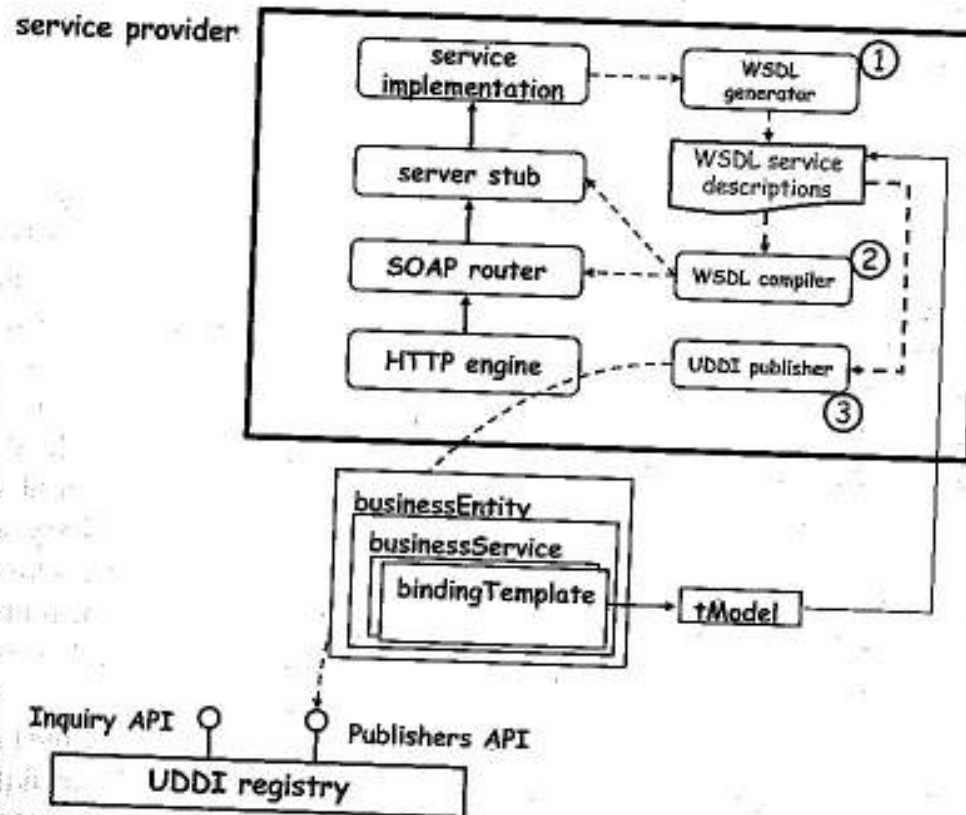 service provider
service
implementation
WSDL
generator
1
server stub
WSDL service
descriptions
SOAP router
WSDL compiler
2
HTTP engine
UDDI publisher
3
businessEntity
businessService
bindingTemplate
tModel
Inquiry API
Publishers API
UDDI registry